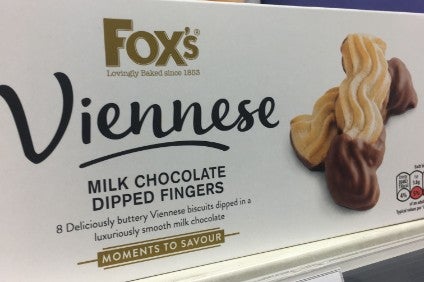 FOX'S®
Lovingly Baked since 1853
Viennese
MILK CHOCOLATE
DIPPED FINGERS
8 Deliciously buttery Viennese biscuits dipped in a
luxuriously smooth milk chocolate
MOMENTS TO SAVOUR